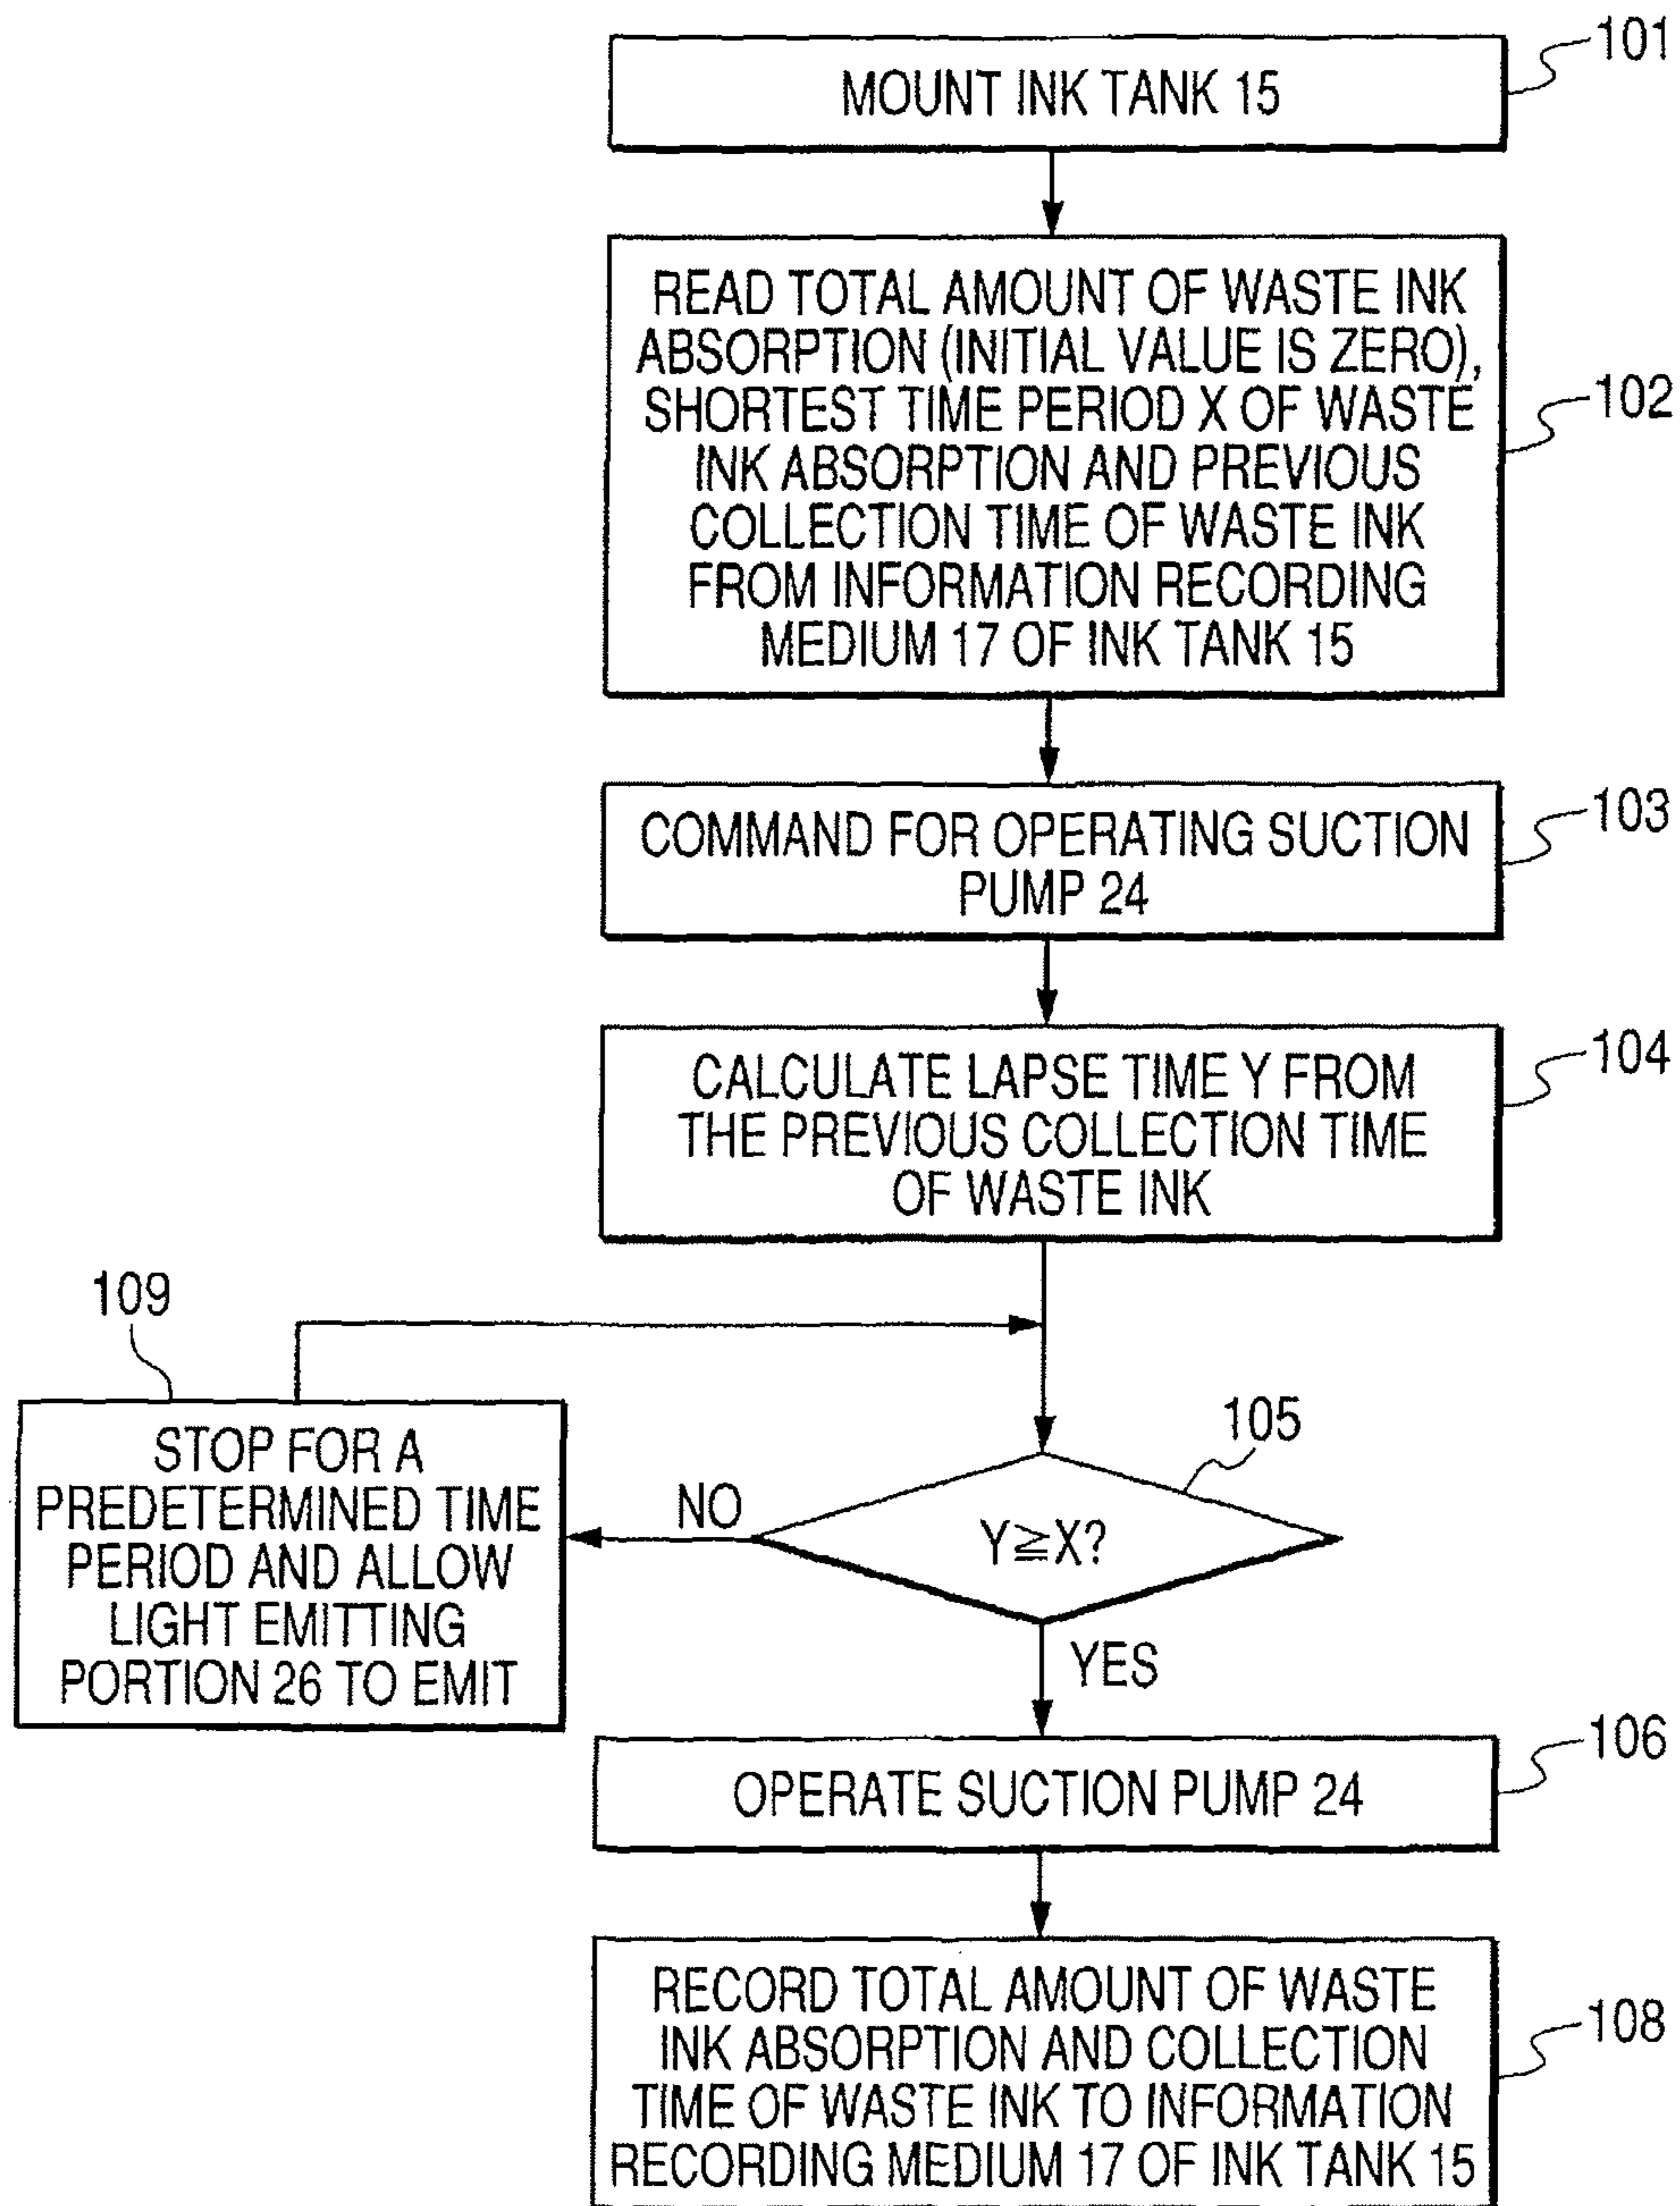 101
MOUNT INK TANK 15
READ TOTAL AMOUNT OF WASTE INK
ABSORPTION (INITIAL VALUE IS ZERO),
SHORTEST TIME PERIOD X OF WASTE
INK ABSORPTION AND PREVIOUS
COLLECTION TIME OF WASTE INK
FROM INFORMATION RECORDING
MEDIUM 17 OF INK TANK 15
102
COMMAND FOR OPERATING SUCTION
PUMP 24
103
CALCULATE LAPSE TIME Y FROM
THE PREVIOUS COLLECTION TIME
OF WASTE INK
104
109
STOP FOR A
PREDETERMINED TIME
PERIOD AND ALLOW
LIGHT EMITTING
PORTION 26 TO EMIT
NO
105
Y≧X?
YES
OPERATE SUCTION PUMP 24
106
RECORD TOTAL AMOUNT OF WASTE
INK ABSORPTION AND COLLECTION
TIME OF WASTE INK TO INFORMATION
RECORDING MEDIUM 17 OF INK TANK 15
108